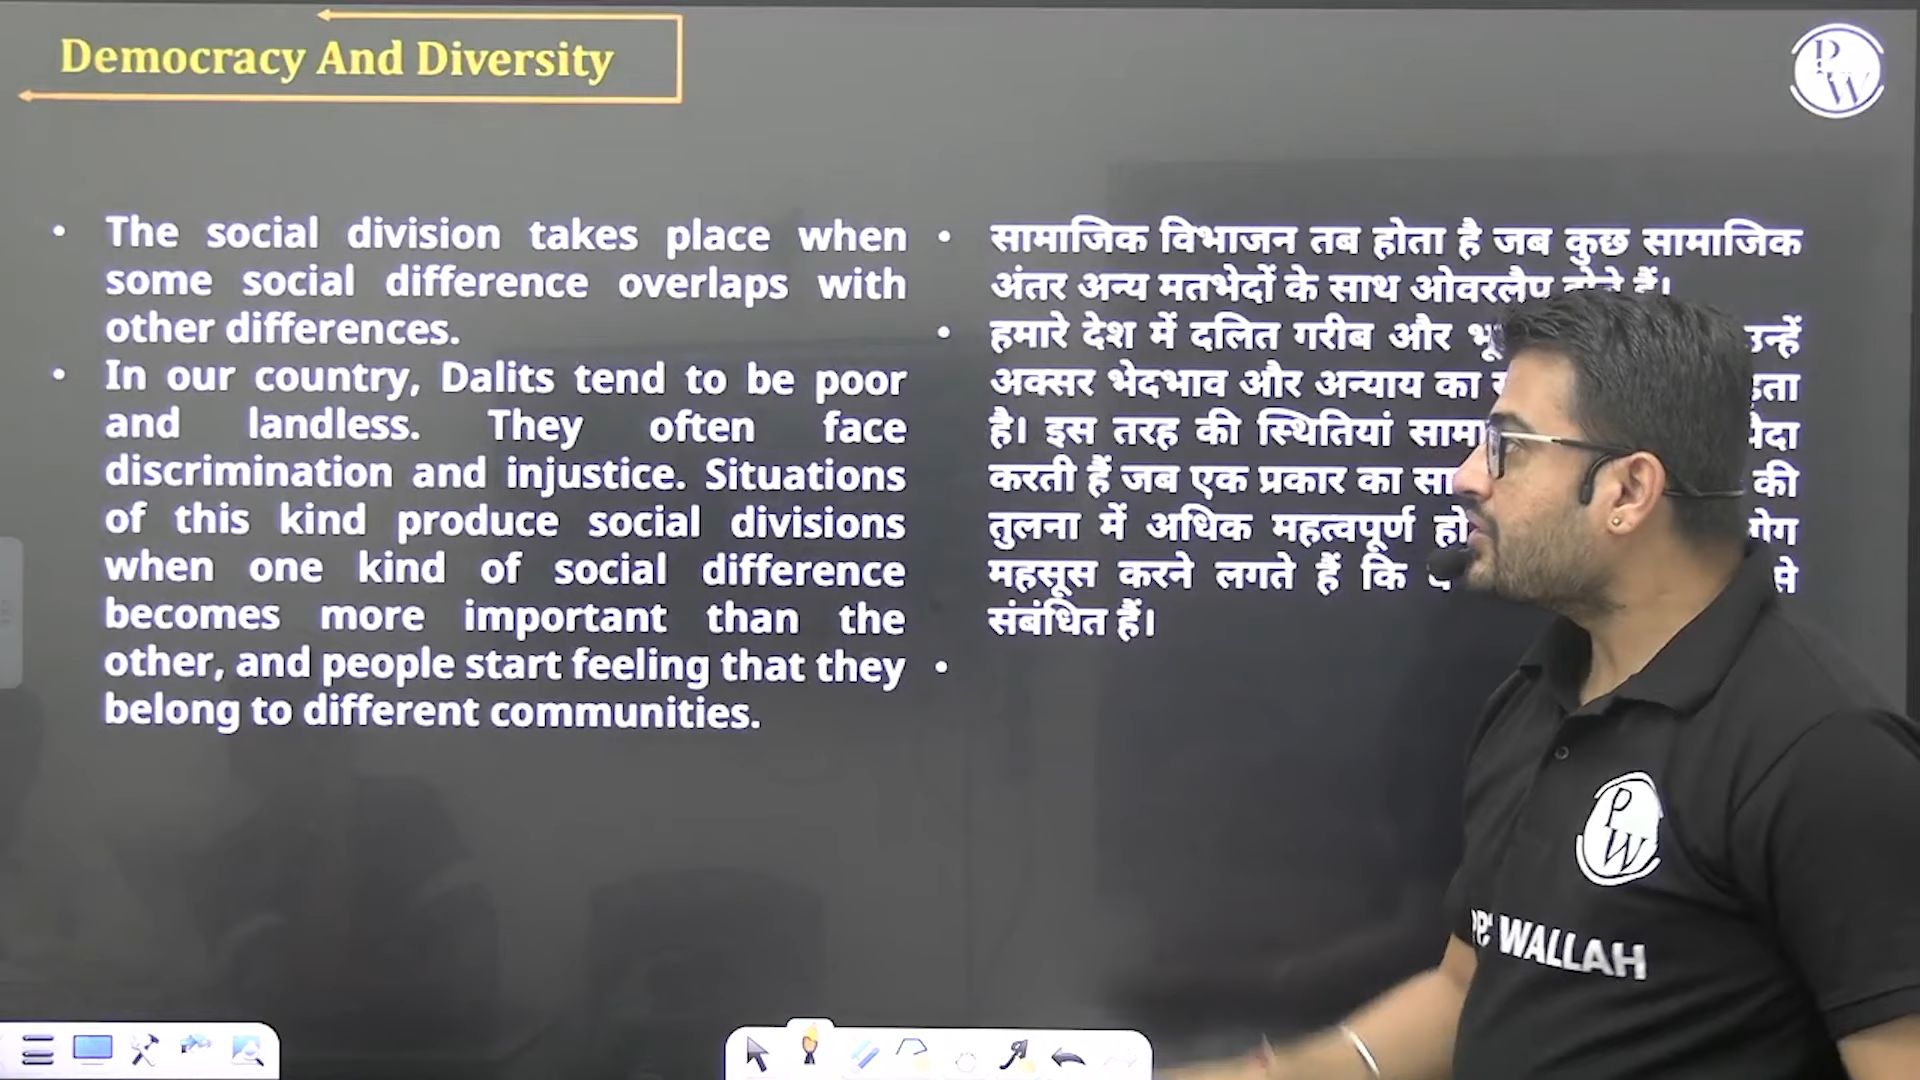 Democracy And Diversity
P
W
• The social division takes place when
some social difference overlaps with
other differences.
• In our country, Dalits tend to be poor
and landless. They often face
discrimination and injustice. Situations
of this kind produce social divisions
when one kind of social difference
becomes more important than the
other, and people start feeling that they
belong to different communities.
• सामाजिक विभाजन तब होता है जब कुछ सामाजिक
अंतर अन्य मतभेदों के साथ ओवरलैप होते हैं।
• हमारे देश में दलित गरीब और उन्हें
अक्सर भेदभाव और अन्याय का
है। इस तरह की स्थितियां पैदा
करती हैं जब एक प्रकार का की
तुलना में अधिक महत्वपूर्ण
महसूस करने लगते हैं कि से
संबंधित हैं।
•
P
W
WALLAH